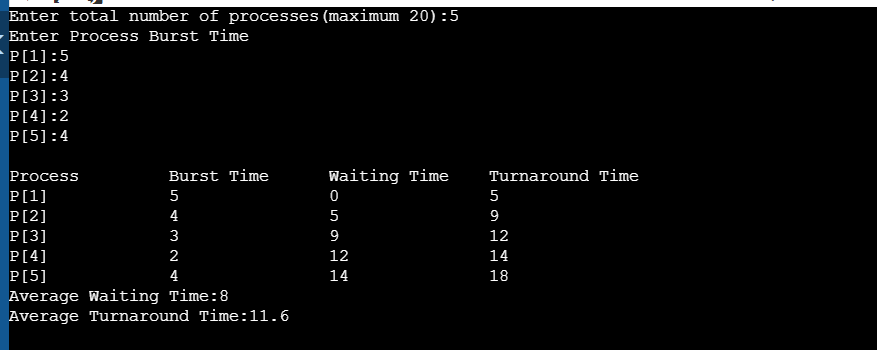 Enter total number of processes(maximum 20):5
Enter Process Burst Time
P[1]:5
P[2]:4
P[3]:3
P[4]:2
P[5]:4
Process Burst Time Waiting Time Turnaround Time
P[1] 5 0 5
P[2] 4 5 9
P[3] 3 9 12
P[4] 2 12 14
P[5] 4 14 18
Average Waiting Time:8
Average Turnaround Time:11.6